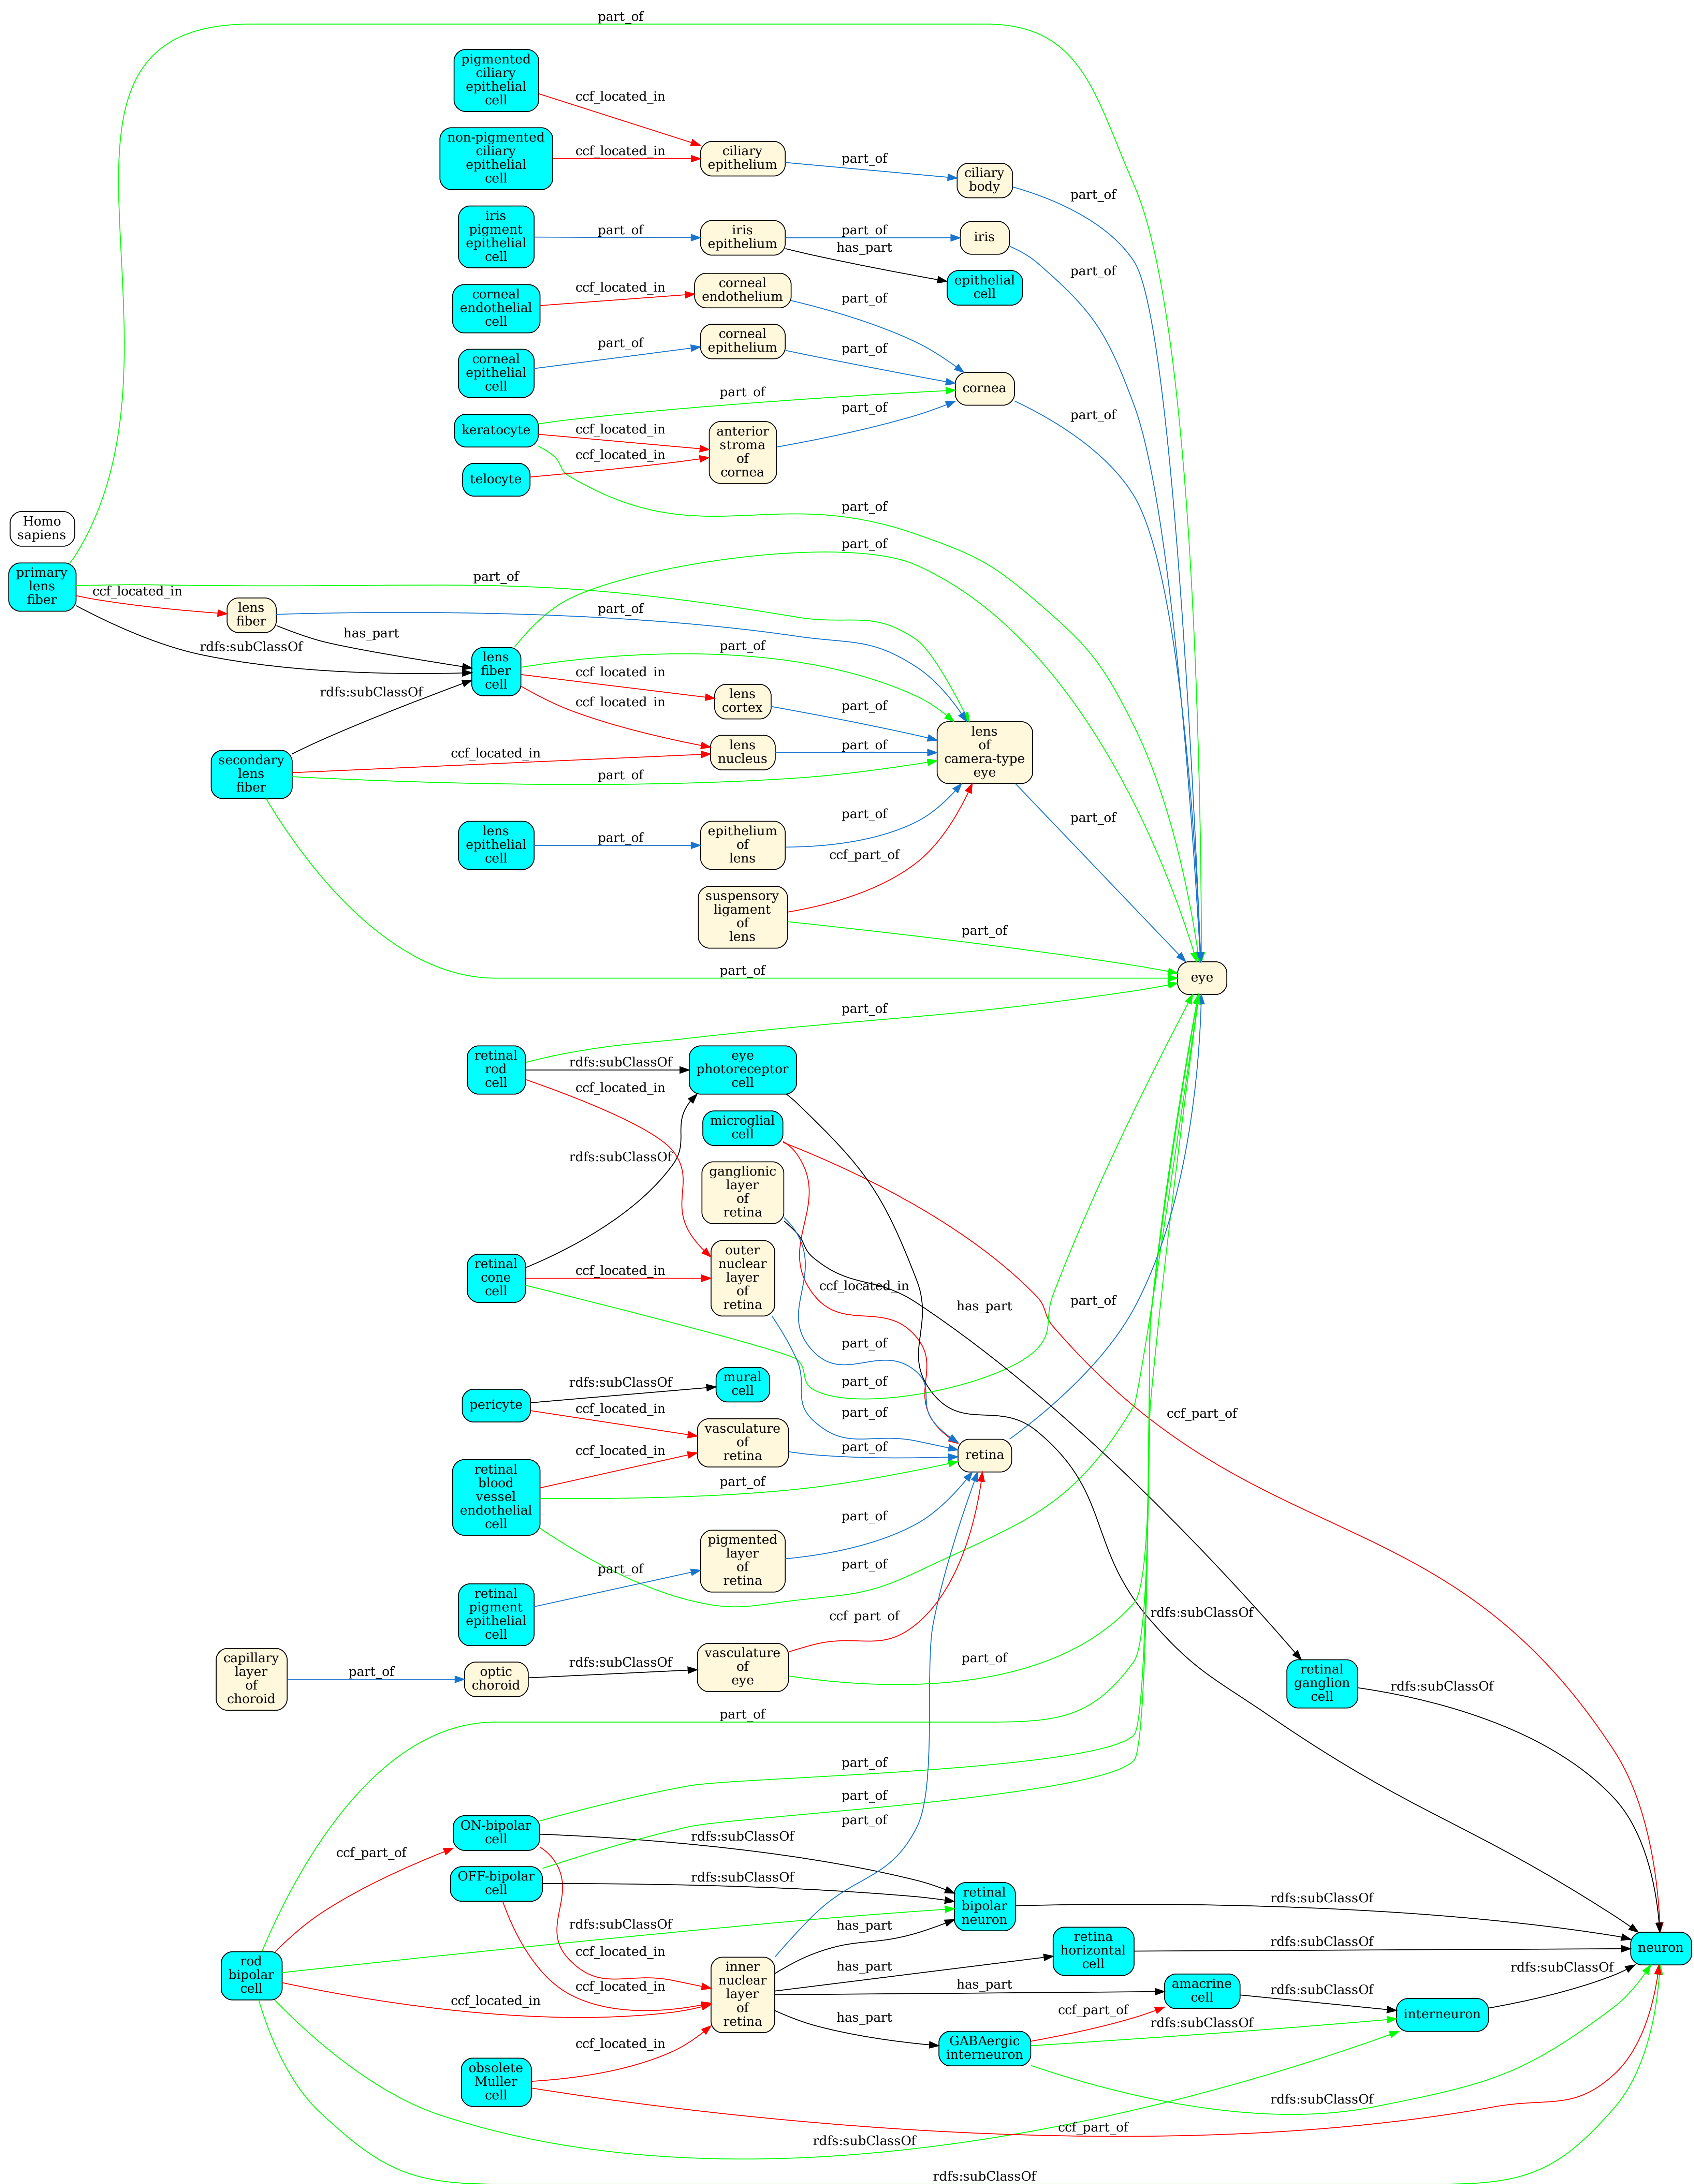 part_of
pigmented
ciliary
epithelial
cell
ccf_located_in
non-pigmented
ciliary
epithelial
cell
ccf_located_in
ciliary
epithelium
part_of
ciliary
body
part_of
iris
pigment
epithelial
cell
part_of
iris
epithelium
part_of
has_part
iris
part_of
epithelial
cell
corneal
endothelial
cell
ccf_located_in
corneal
endothelium
part_of
corneal
epithelial
cell
part_of
corneal
epithelium
part_of
cornea
part_of
keratocyte
part_of
ccf_located_in
anterior
stroma
of
cornea
part_of
telocyte
ccf_located_in
part_of
Homo
sapiens
primary
lens
fiber
part_of
ccf_located_in
rdfs:subClassOf
lens
fiber
part_of
has_part
lens
fiber
cell
part_of
part_of
ccf_located_in
ccf_located_in
rdfs:subClassOf
lens
cortex
part_of
lens
nucleus
part_of
lens
of
camera-type
eye
part_of
secondary
lens
fiber
ccf_located_in
part_of
part_of
lens
epithelial
cell
part_of
epithelium
of
lens
part_of
suspensory
ligament
of
lens
ccf_part_of
part_of
eye
retinal
rod
cell
part_of
rdfs:subClassOf
ccf_located_in
eye
photoreceptor
cell
microglial
cell
rdfs:subClassOf
ganglionic
layer
of
retina
retinal
cone
cell
ccf_located_in
outer
nuclear
layer
of
retina
ccf_located_in
has_part
part_of
part_of
part_of
part_of
pericyte
rdfs:subClassOf
ccf_located_in
mural
cell
vasculature
of
retina
part_of
retina
ccf_part_of
retinal
blood
vessel
endothelial
cell
ccf_located_in
part_of
part_of
retinal
pigment
epithelial
cell
part_of
pigmented
layer
of
retina
part_of
rdfs:subClassOf
capillary
layer
of
choroid
part_of
optic
choroid
rdfs:subClassOf
vasculature
of
eye
ccf_part_of
part_of
retinal
ganglion
cell
rdfs:subClassOf
part_of
part_of
part_of
part_of
ON-bipolar
cell
rdfs:subClassOf
ccf_part_of
OFF-bipolar
cell
rdfs:subClassOf
retinal
bipolar
neuron
rdfs:subClassOf
rod
bipolar
cell
rdfs:subClassOf
ccf_located_in
ccf_located_in
ccf_located_in
inner
nuclear
layer
of
retina
has_part
has_part
has_part
has_part
retina
horizontal
cell
rdfs:subClassOf
neuron
amacrine
cell
rdfs:subClassOf
interneuron
rdfs:subClassOf
GABAergic
interneuron
ccf_part_of
rdfs:subClassOf
rdfs:subClassOf
obsolete
Muller
cell
ccf_located_in
ccf_part_of
rdfs:subClassOf
rdfs:subClassOf